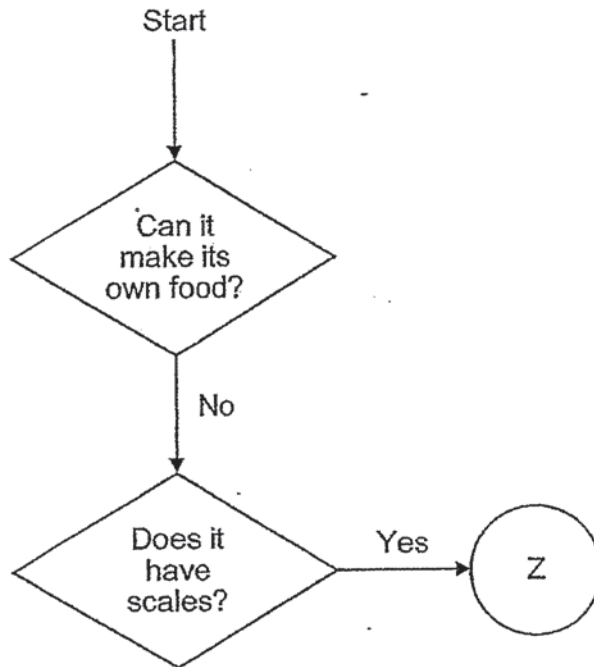 Start
Can it
make its
own food?
No
Does it
have
scales?
Yes
Z